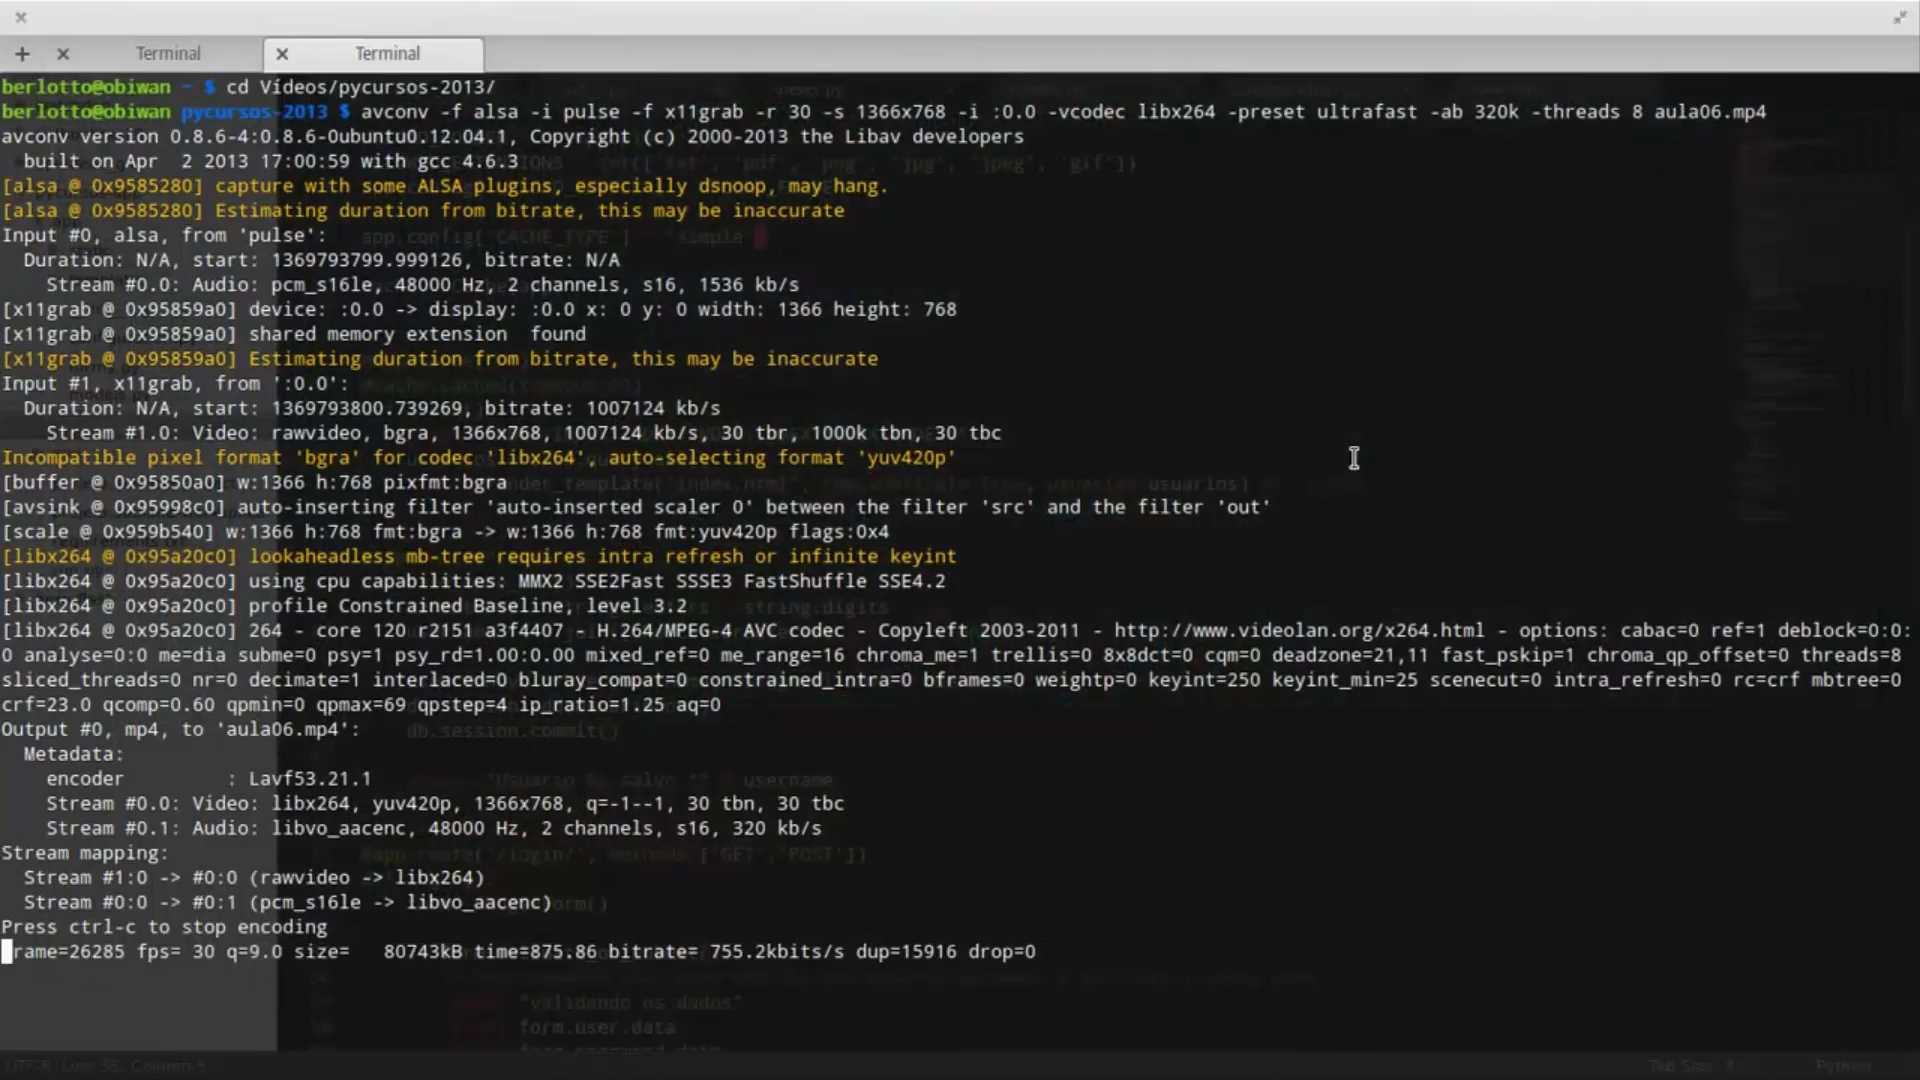 Terminal
Terminal
berlotto@obiwan ~ $ cd Vídeos/pycursos-2013/
berlotto@obiwan pycursos-2013 $ avconv -f alsa -i pulse -f x11grab -r 30 -s 1366x768 -i :0.0 -vcodec libx264 -preset ultrafast -ab 320k -threads 8 aula06.mp4
avconv version 0.8.6-4:0.8.6-0ubuntu0.12.04.1, Copyright (c) 2000-2013 the Libav developers
built on Apr  2 2013 17:00:59 with gcc 4.6.3
[alsa @ 0x9585280] capture with some ALSA plugins, especially dsnoop, may hang.
[alsa @ 0x9585280] Estimating duration from bitrate, this may be inaccurate
Input #0, alsa, from 'pulse':
app.config['CACHE_TYPE'] 'simple
Duration: N/A, start: 1369793799.999126, bitrate: N/A
Stream #0.0: Audio: pcm_s16le, 48000 Hz, 2 channels, s16, 1536 kb/s
[x11grab @ 0x95859a0] device: :0.0 -> display: :0.0 x: 0 y: 0 width: 1366 height: 768
[x11grab @ 0x95859a0] shared memory extension  found
[x11grab @ 0x95859a0] Estimating duration from bitrate, this may be inaccurate
Input #1, x11grab, from ':0.0':
Duration: N/A, start: 1369793800.739269, bitrate: 1007124 kb/s
Stream #1.0: Video: rawvideo, bgra, 1366x768, 1007124 kb/s, 30 tbr, 1000k tbn, 30 tbc
Incompatible pixel format 'bgra' for codec 'libx264', auto-selecting format 'yuv420p'
[buffer @ 0x95850a0] w:1366 h:768 pixfmt:bgra
[avsink @ 0x95998c0] auto-inserting filter 'auto-inserted scaler 0' between the filter 'src' and the filter 'out'
[scale @ 0x959b540] w:1366 h:768 fmt:bgra -> w:1366 h:768 fmt:yuv420p flags:0x4
[libx264 @ 0x95a20c0] lookaheadless mb-tree requires intra refresh or infinite keyint
[libx264 @ 0x95a20c0] using cpu capabilities: MMX2 SSE2Fast SSSE3 FastShuffle SSE4.2
[libx264 @ 0x95a20c0] profile Constrained Baseline, level 3.2
string.digits
[libx264 @ 0x95a20c0] 264 - core 120 r2151 a3f4407 - H.264/MPEG-4 AVC codec - Copyleft 2003-2011 - http://www.videolan.org/x264.html - options: cabac=0 ref=1 deblock=0:0:
0 analyse=0:0 me=dia subme=0 psy=1 psy_rd=1.00:0.00 mixed_ref=0 me_range=16 chroma_me=1 trellis=0 8x8dct=0 cqm=0 deadzone=21,11 fast_pskip=1 chroma_qp_offset=0 threads=8
sliced_threads=0 nr=0 decimate=1 interlaced=0 bluray_compat=0 constrained_intra=0 bframes=0 weightp=0 keyint=250 keyint_min=25 scenecut=0 intra_refresh=0 rc=crf mbtree=0
crf=23.0 qcomp=0.60 qpmin=0 qpmax=69 qpstep=4 ip_ratio=1.25 aq=0
Output #0, mp4, to 'aula06.mp4':
db.session.commit()
Metadata:
encoder         : Lavf53.21.1
username
Stream #0.0: Video: libx264, yuv420p, 1366x768, q=-1--1, 30 tbn, 30 tbc
Stream #0.1: Audio: libvo_aacenc, 48000 Hz, 2 channels, s16, 320 kb/s
Stream mapping:
Stream #1:0 -> #0:0 (rawvideo -> libx264)
Stream #0:0 -> #0:1 (pcm_s16le -> libvo_aacenc)
Press ctrl-c to stop encoding
rame=26285 fps= 30 q=9.0 size=   80743kB time=875.86 bitrate= 755.2kbits/s dup=15916 drop=0
"validando os dados"
form.user.data